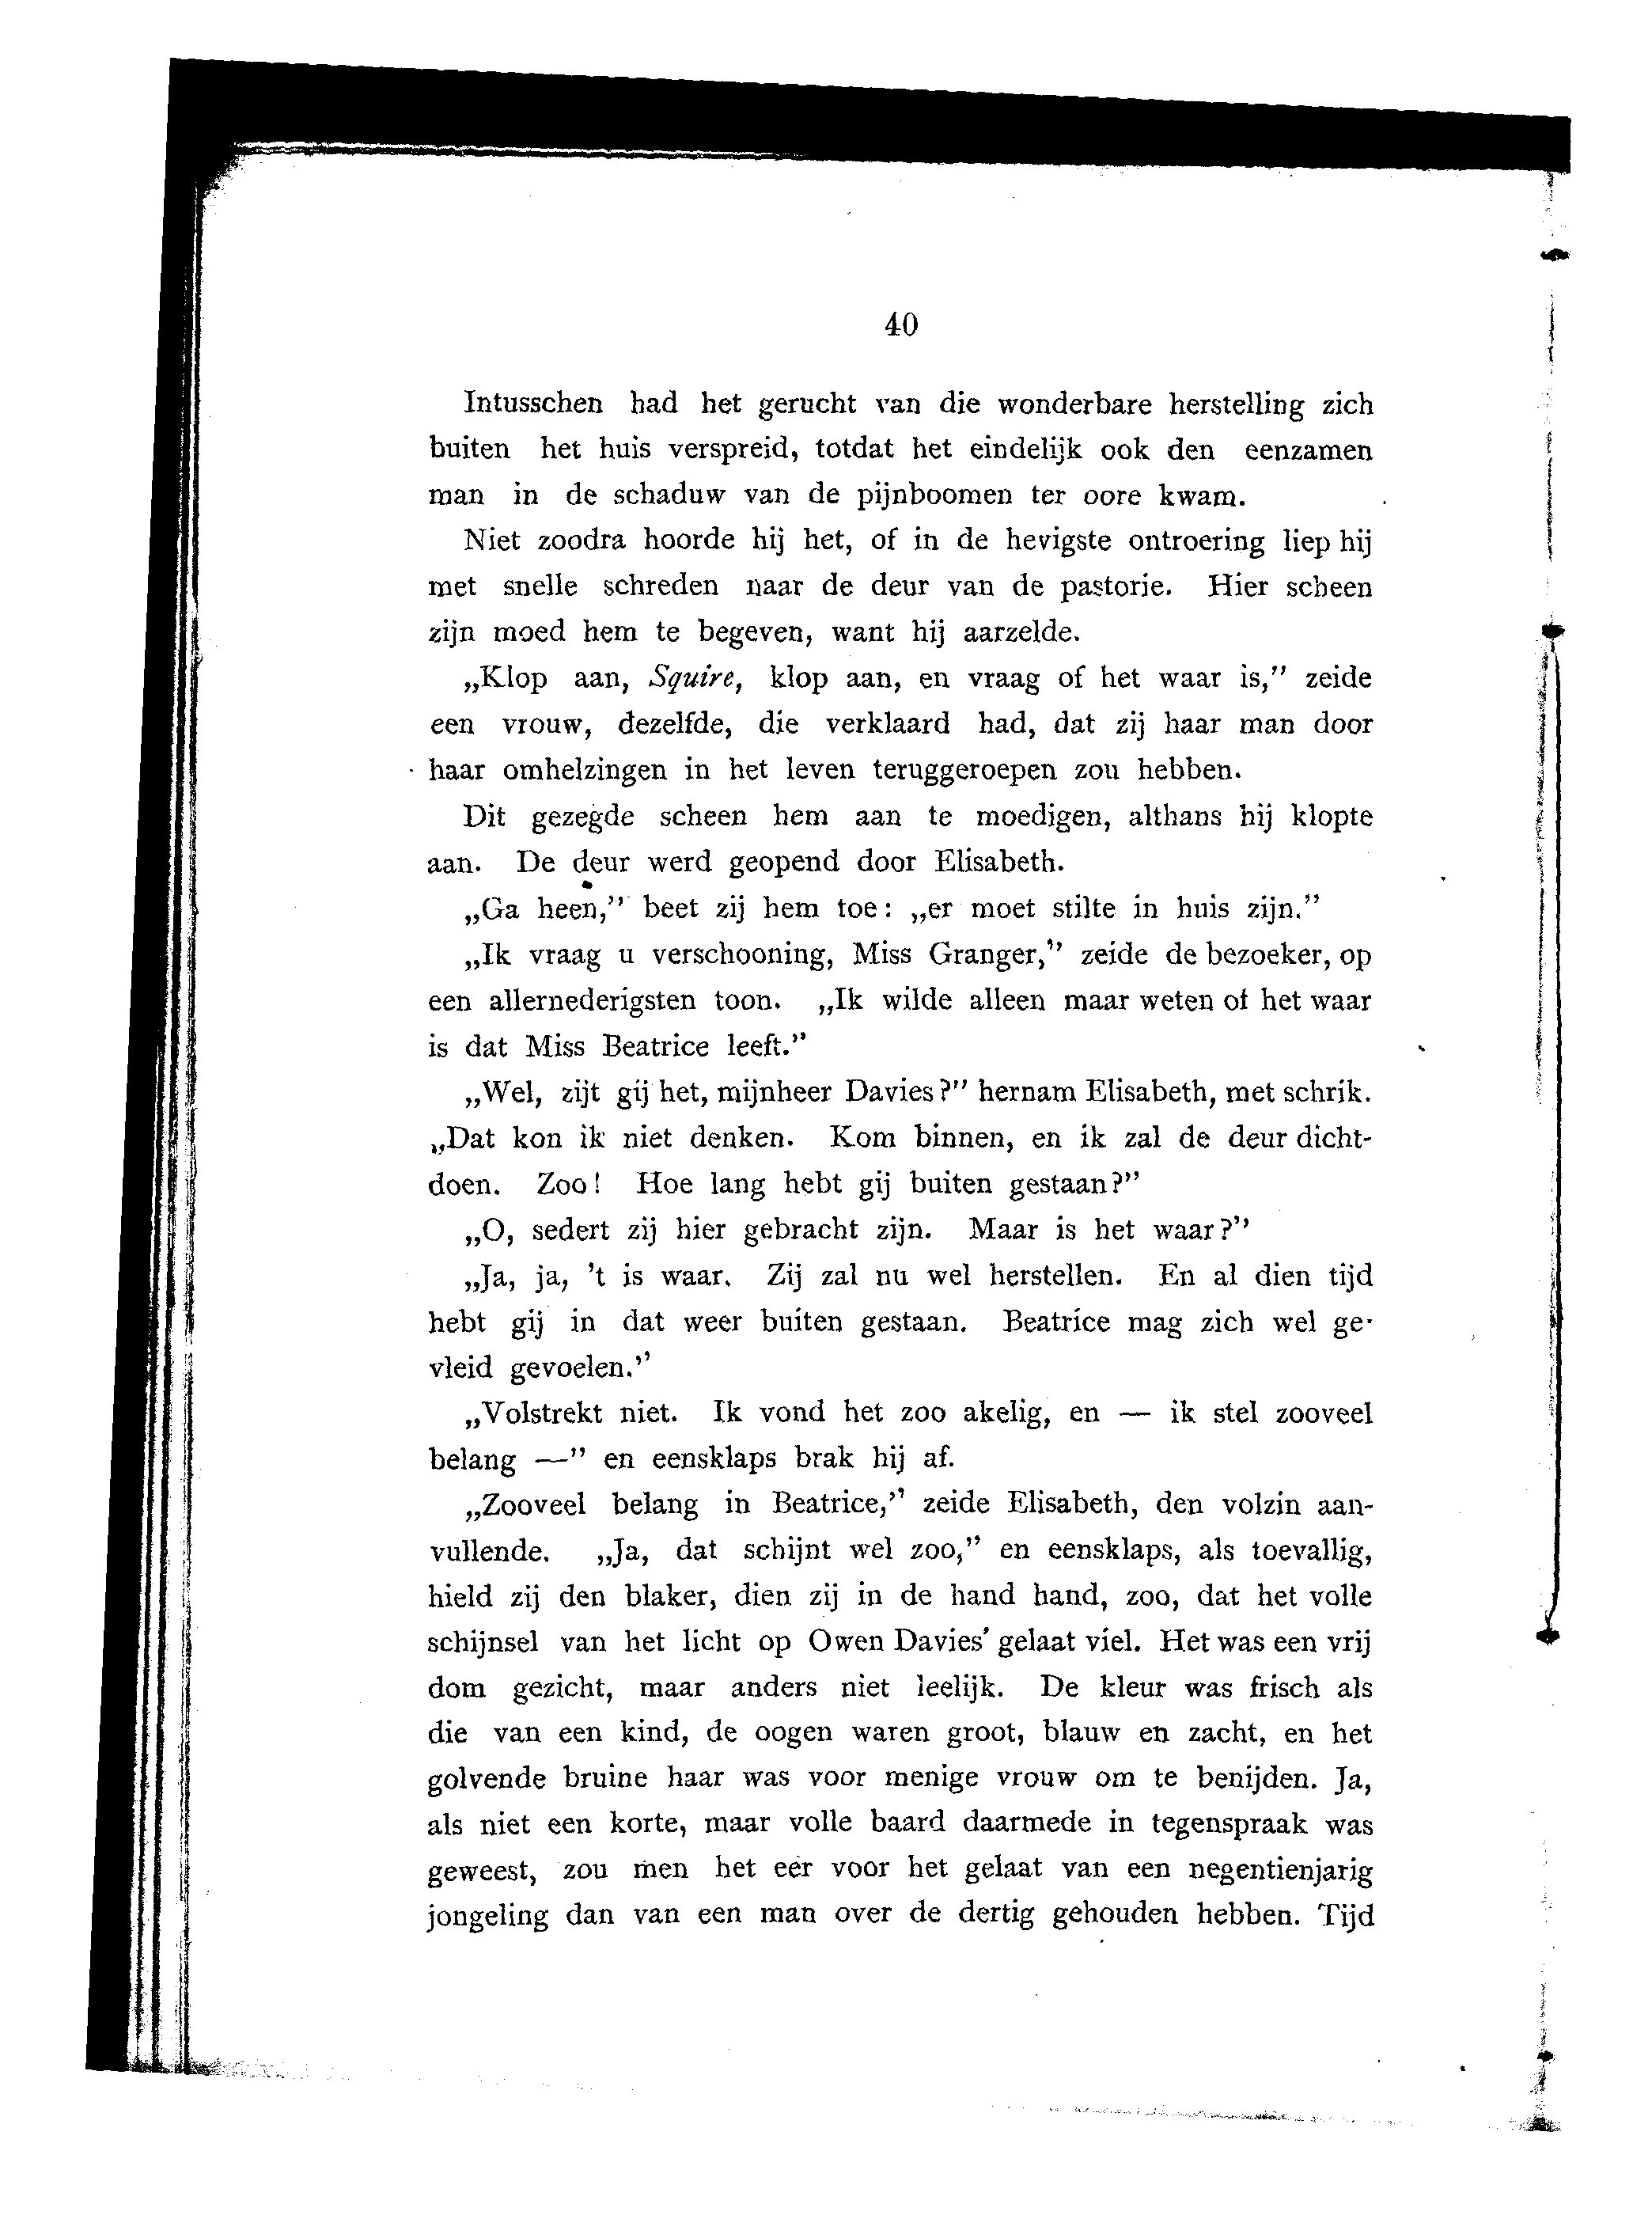 40
Intusschen had het gerucht van die wonderbare herstelling zich
buiten het huis verspreid, totdat het eindelijk ook den eenzamen
man in de schaduw van de pijnboomen ter oore kwam.
Niet zoodra hoorde hij het, of in de hevigste ontroering liep hij
met snelle schreden naar de deur van de pastorie. Hier scheen
zijn moed hem te begeven, want hij aarzelde.
„Klop aan, Squire, klop aan, en vraag of het waar is,” zeide
een vrouw, dezelfde, die verklaard had, dat zij haar man door
haar omhelzingen in het leven teruggeroepen zou hebben.
Dit gezegde scheen hem aan te moedigen, althans hij klopte
aan. De deur werd geopend door Elisabeth.
„Ga heen,” beet zij hem toe: „er moet stilte in huis zijn.”
„Ik vraag u verschooning, Miss Granger,” zeide de bezoeker, op
een allernederigsten toon. „Ik wilde alleen maar weten of het waar
is dat Miss Beatrice leeft.”
„Wel, zijt gij het, mijnheer Davies?” hernam Elisabeth, met schrik.
„Dat kon ik niet denken. Kom binnen, en ik zal de deur dicht-
doen. Zoo! Hoe lang hebt gij buiten gestaan?”
„O, sedert zij hier gebracht zijn. Maar is het waar?”
„Ja, ja, 't is waar. Zij zal nu wel herstellen. En al dien tijd
hebt gij in dat weer buiten gestaan. Beatrice mag zich wel ge-
vleid gevoelen.”
„Volstrekt niet. Ik vond het zoo akelig, en — ik stel zooveel
belang —” en eensklaps brak hij af.
„Zooveel belang in Beatrice,” zeide Elisabeth, den volzin aan-
vullende. „Ja, dat schijnt wel zoo,” en eensklaps, als toevallig,
hield zij den blaker, dien zij in de hand hand, zoo, dat het volle
schijnsel van het licht op Owen Davies' gelaat viel. Het was een vrij
dom gezicht, maar anders niet leelijk. De kleur was frisch als
die van een kind, de oogen waren groot, blauw en zacht, en het
golvende bruine haar was voor menige vrouw om te benijden. Ja,
als niet een korte, maar volle baard daarmede in tegenspraak was
geweest, zou men het eer voor het gelaat van een negentienjarig
jongeling dan van een man over de dertig gehouden hebben. Tijd